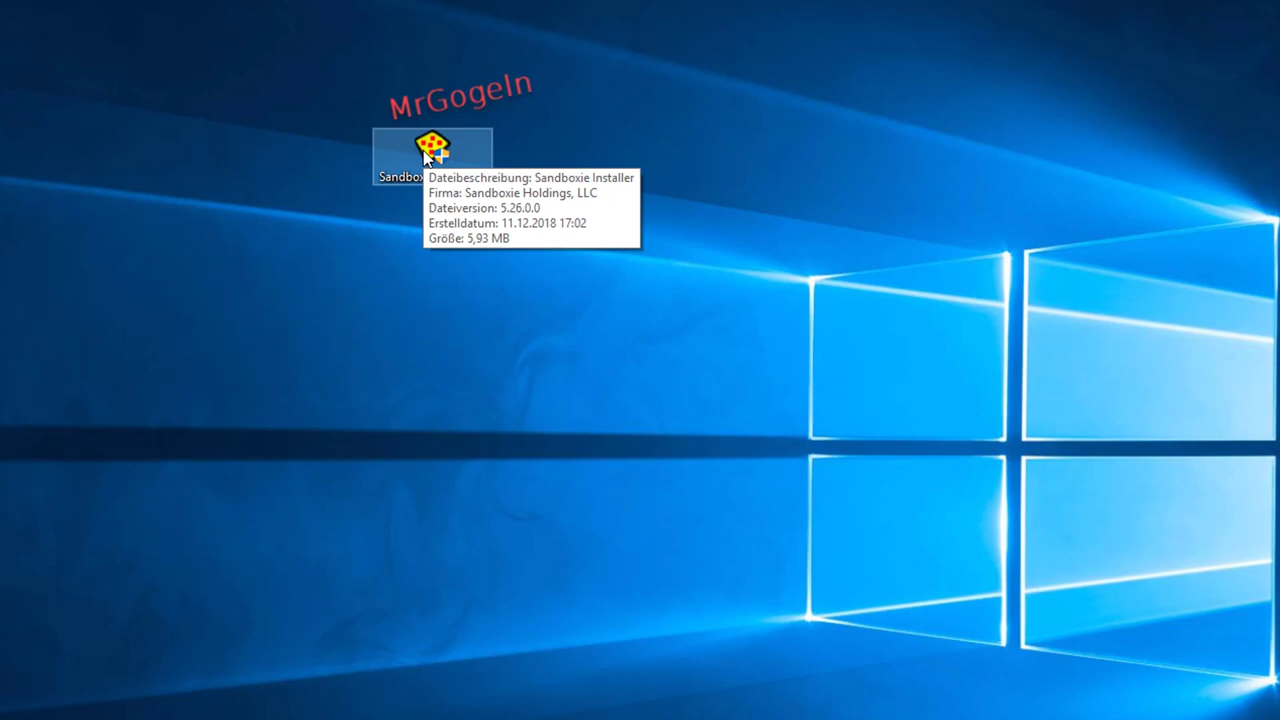 MrGogeln
Sandbox
Dateibeschreibung: Sandboxie Installer
Firma: Sandboxie Holdings, LLC
Dateiversion: 5.26.0.0
Erstelldatum: 11.12.2018 17:02
Größe: 5,93 MB